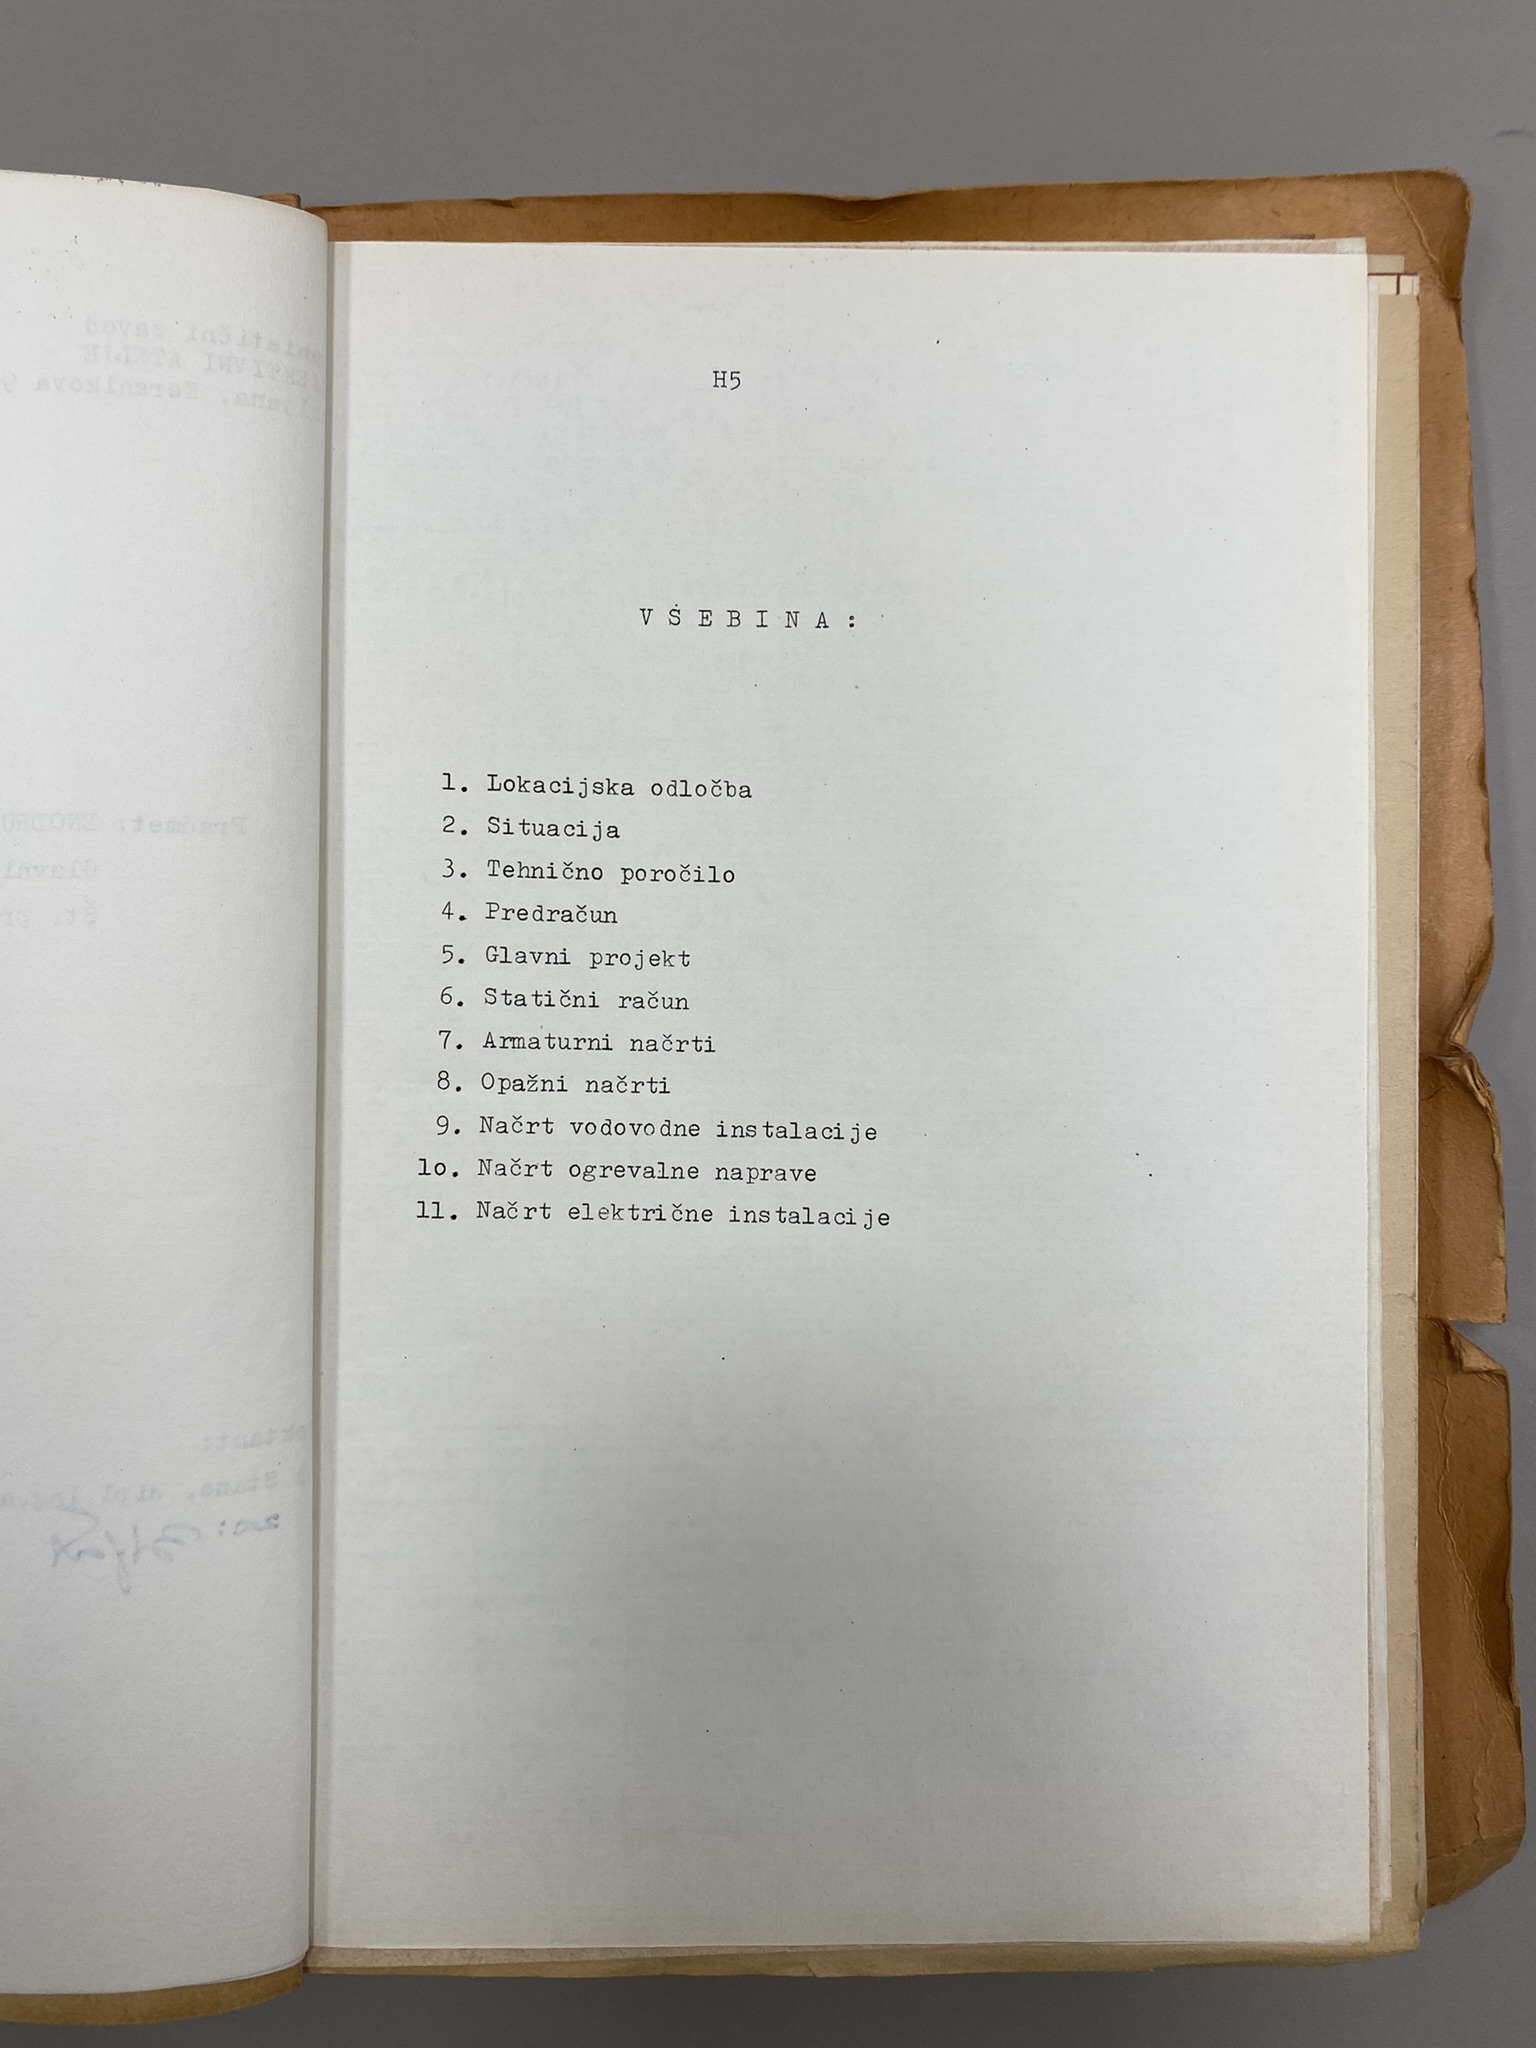 H5
VSEBINA:
1. Lokacijska odločba
2. Situacija
3. Tehnično poročilo
4. Predračun
5. Glavni projekt
6. Statični račun
7. Armaturni načrti
8. Opažni načrti
9. Načrt vodovodne instalacije
lo. Načrt ogrevalne naprave
11. Načrt električne instalacije